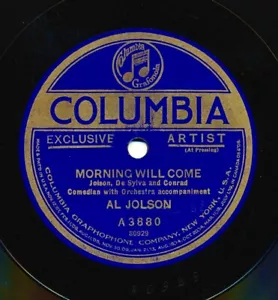 Columbia
Grafonola
COLUMBIA
EXCLUSIVE ARTIST
(At Pressing)
MORNING WILL COME
Jolson, De Sylva and Conrad
Comedian with Orchestra accompaniment
AL JOLSON
A3880
80929
COLUMBIA GRAPHOPHONE COMPANY, NEW YORK, U.S.A.